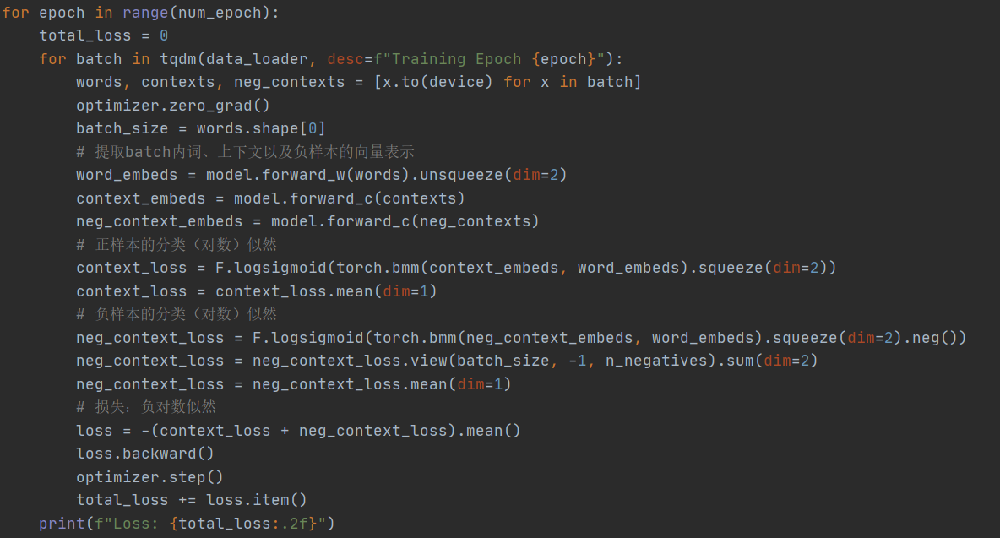 for epoch in range(num_epoch):
    total_loss = 0
    for batch in tqdm(data_loader, desc=f"Training Epoch {epoch}"):
        words, contexts, neg_contexts = [x.to(device) for x in batch]
        optimizer.zero_grad()
        batch_size = words.shape[0]
        # 提取batch内词、上下文以及负样本的向量表示
        word_embeds = model.forward_w(words).unsqueeze(dim=2)
        context_embeds = model.forward_c(contexts)
        neg_context_embeds = model.forward_c(neg_contexts)
        # 正样本的分类（对数）似然
        context_loss = F.logsigmoid(torch.bmm(context_embeds, word_embeds).squeeze(dim=2))
        context_loss = context_loss.mean(dim=1)
        # 负样本的分类（对数）似然
        neg_context_loss = F.logsigmoid(torch.bmm(neg_context_embeds, word_embeds).squeeze(dim=2).neg())
        neg_context_loss = neg_context_loss.view(batch_size, -1, n_negatives).sum(dim=2)
        neg_context_loss = neg_context_loss.mean(dim=1)
        # 损失：负对数似然
        loss = -(context_loss + neg_context_loss).mean()
        loss.backward()
        optimizer.step()
        total_loss += loss.item()
    print(f"Loss: {total_loss:.2f}")